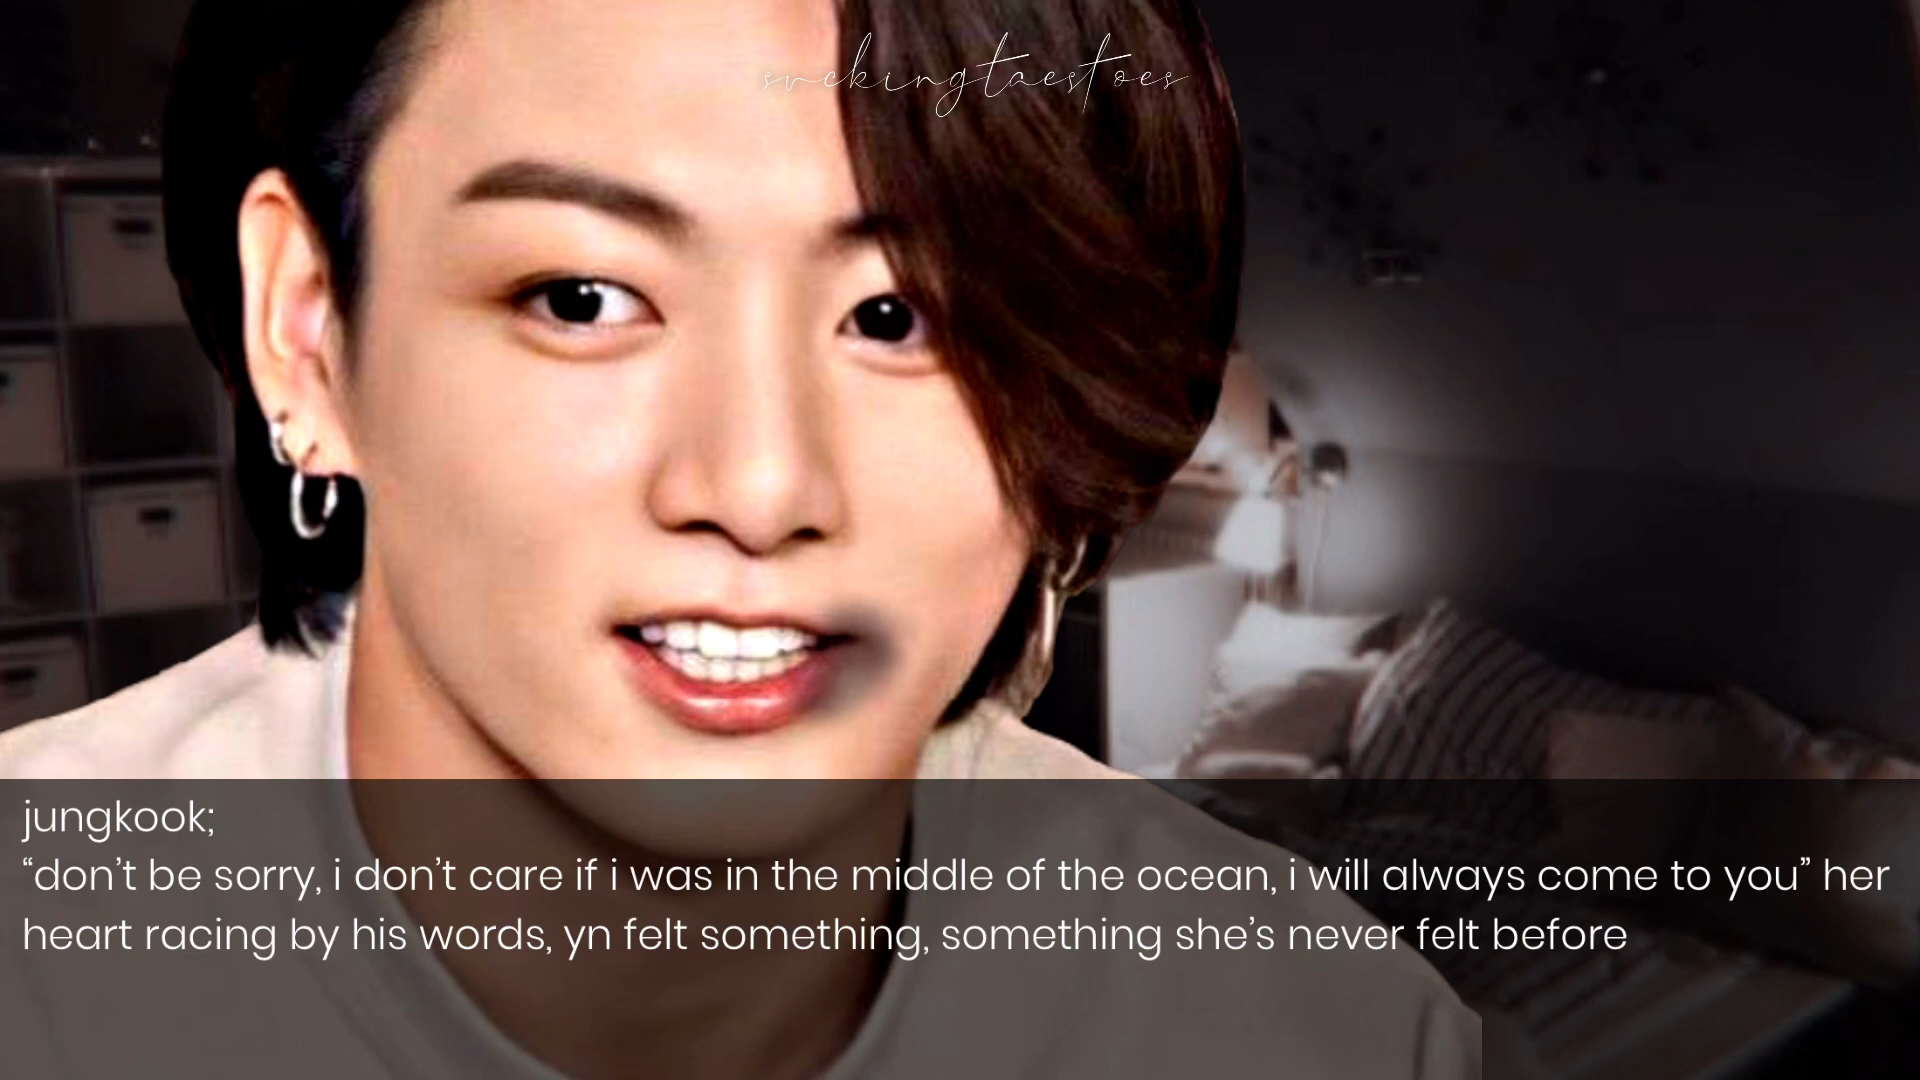 svckingtaestoes
jungkook;
“don’t be sorry, i don’t care if i was in the middle of the ocean, i will always come to you” her
heart racing by his words, yn felt something, something she’s never felt before